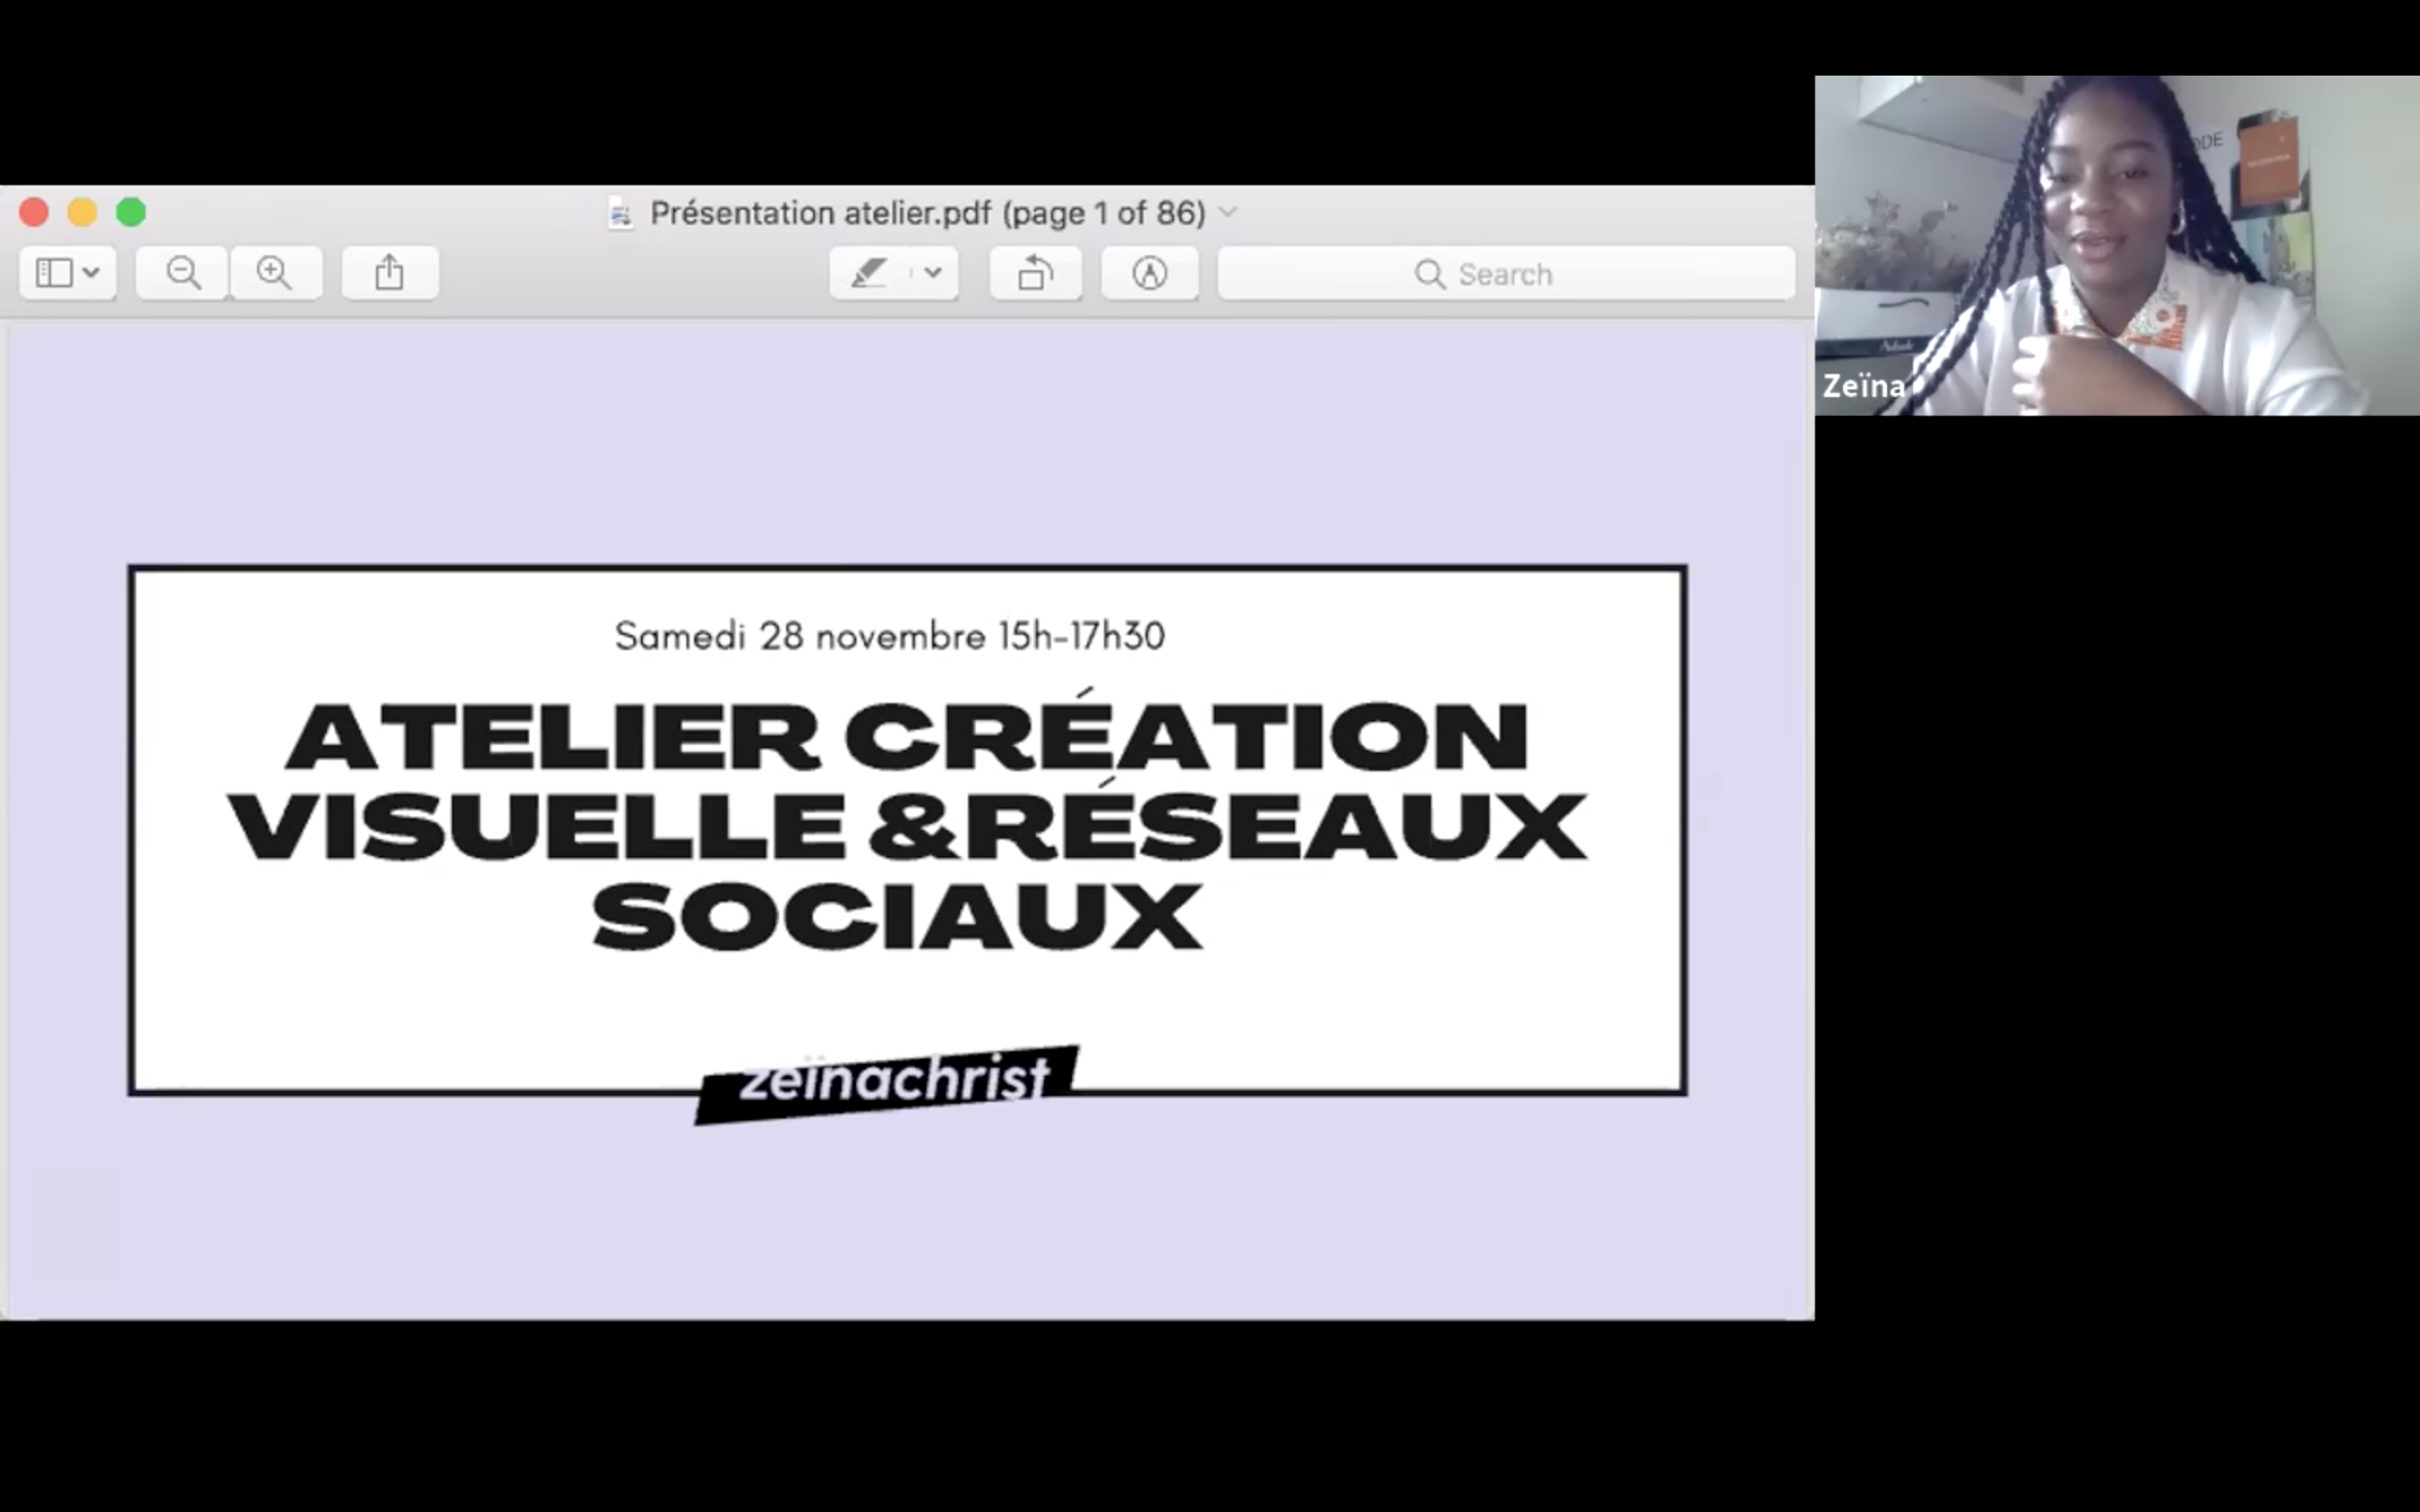 Présentation atelier.pdf (page 1 of 86)
Search
Samedi 28 novembre 15h-17h30
ATELIER CRÉATION
VISUELLE &RÉSEAUX
SOCIAUX
zeïnachrist
Zeïna